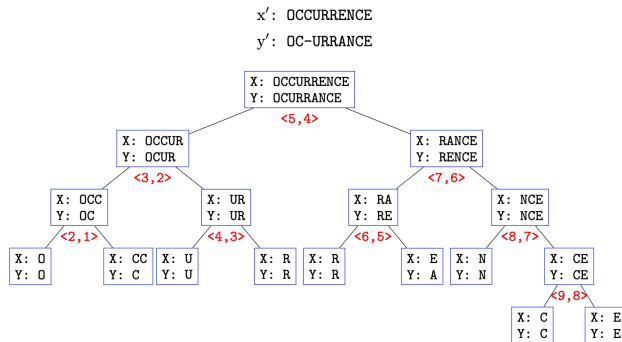 x′: OCCURRENCE
y′: OC-URRANCE
X: OCCURRENCE
Y: OCURRANCE
<5,4>
X: OCCUR
Y: OCUR
X: RANCE
Y: RENCE
<3,2>
<7,6>
X: OCC
Y: OC
X: UR
Y: UR
X: RA
Y: RE
X: NCE
Y: NCE
<2,1>
<4,3>
<6,5>
<8,7>
X: O
Y: O
X: CC
Y: C
X: U
Y: U
X: R
Y: R
X: R
Y: R
X: E
Y: A
X: N
Y: N
X: CE
Y: CE
<9,8>
X: C
Y: C
X: E
Y: E